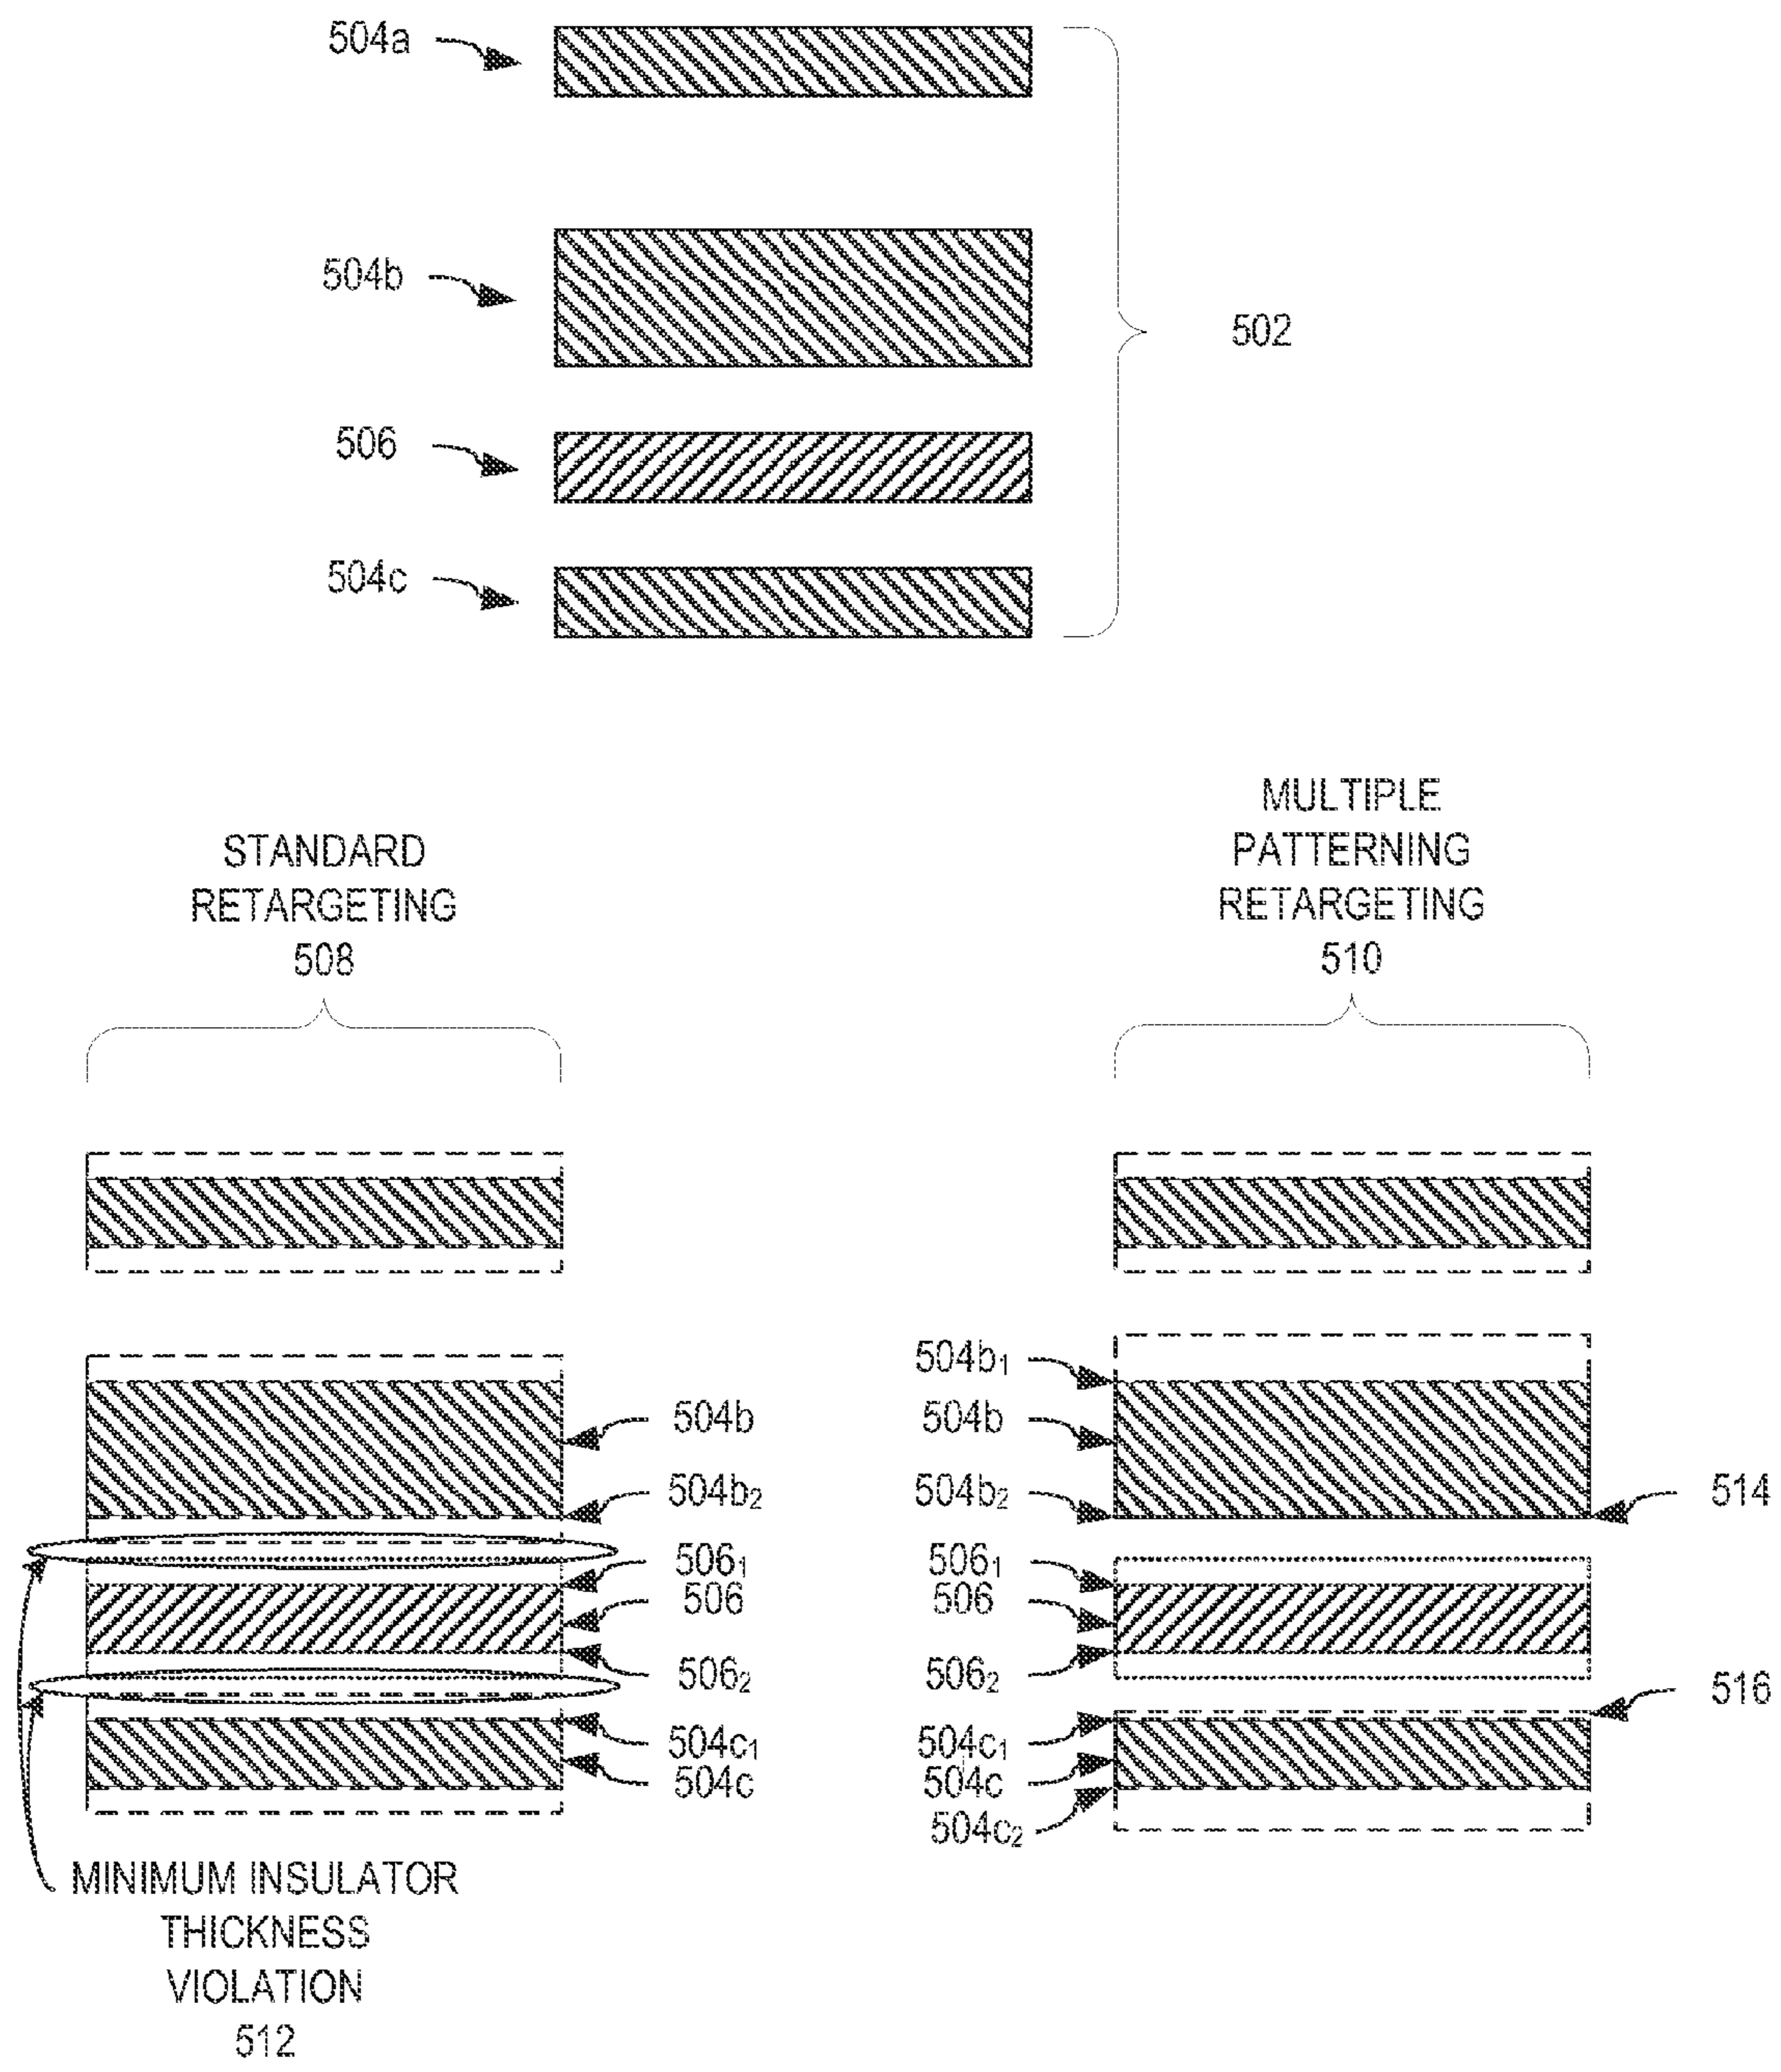 504a
504b
502
506
504c
STANDARD
RETARGETING
508
MULTIPLE
PATTERNING
RETARGETING
510
504b
504b₂
506₁
506
506₂
504c₁
504c
504b₁
504b
504b₂
506₁
506
506₂
504c₁
504c
504c₂
514
516
MINIMUM INSULATOR
THICKNESS
VIOLATION
512